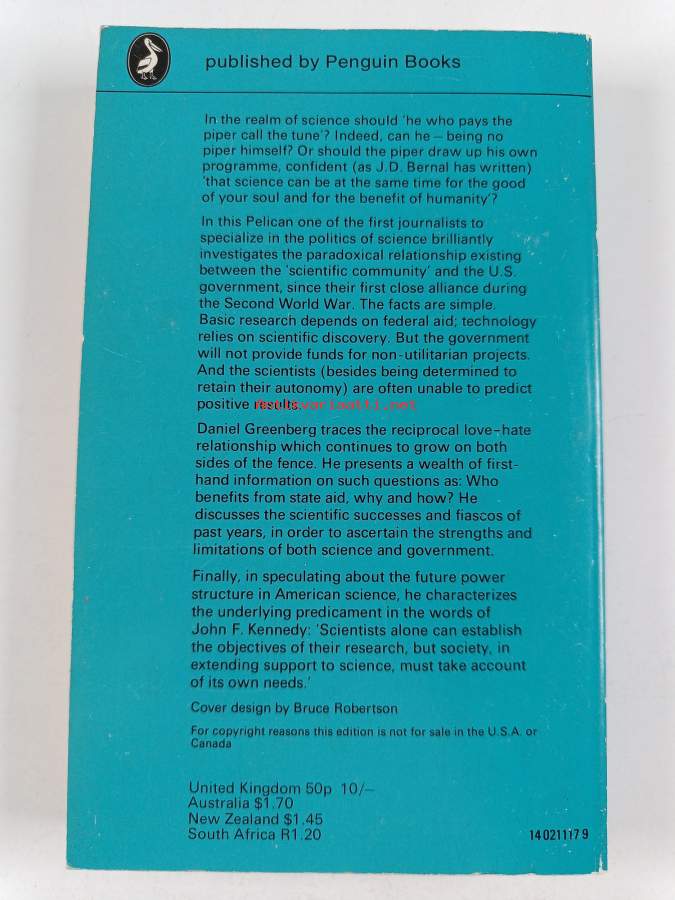 published by Penguin Books
In the realm of science should 'he who pays the
piper call the tune'? Indeed, can he – being no
piper himself? Or should the piper draw up his own
programme, confident (as J.D. Bernal has written)
'that science can be at the same time for the good
of your soul and for the benefit of humanity'?
In this Pelican one of the first journalists to
specialize in the politics of science brilliantly
investigates the paradoxical relationship existing
between the 'scientific community' and the U.S.
government, since their first close alliance during
the Second World War. The facts are simple.
Basic research depends on federal aid; technology
relies on scientific discovery. But the government
will not provide funds for non-utilitarian projects.
And the scientists (besides being determined to
retain their autonomy) are often unable to predict
positive results.
Antikvariaatti.net
Daniel Greenberg traces the reciprocal love–hate
relationship which continues to grow on both
sides of the fence. He presents a wealth of first-
hand information on such questions as: Who
benefits from state aid, why and how? He
discusses the scientific successes and fiascos of
past years, in order to ascertain the strengths and
limitations of both science and government.
Finally, in speculating about the future power
structure in American science, he characterizes
the underlying predicament in the words of
John F. Kennedy: 'Scientists alone can establish
the objectives of their research, but society, in
extending support to science, must take account
of its own needs.'
Cover design by Bruce Robertson
For copyright reasons this edition is not for sale in the U.S.A. or
Canada
United Kingdom 50p 10/–
Australia $1.70
New Zealand $1.45
South Africa R1.20
14 021117 9